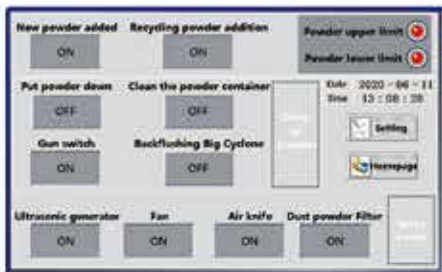 New powder added
Recycling powder addition
Powder upper limit
ON
ON
Powder lower limit
Put powder down
Clean the powder container
Date 2020 - 06 - 11
Time 13 : 08 : 28
OFF
OFF
Setting
Gun switch
Backflushing Big Cyclone
ON
OFF
Homepage
Ultrasonic generator
Fan
Air knife
Dust powder Filter
ON
ON
ON
ON